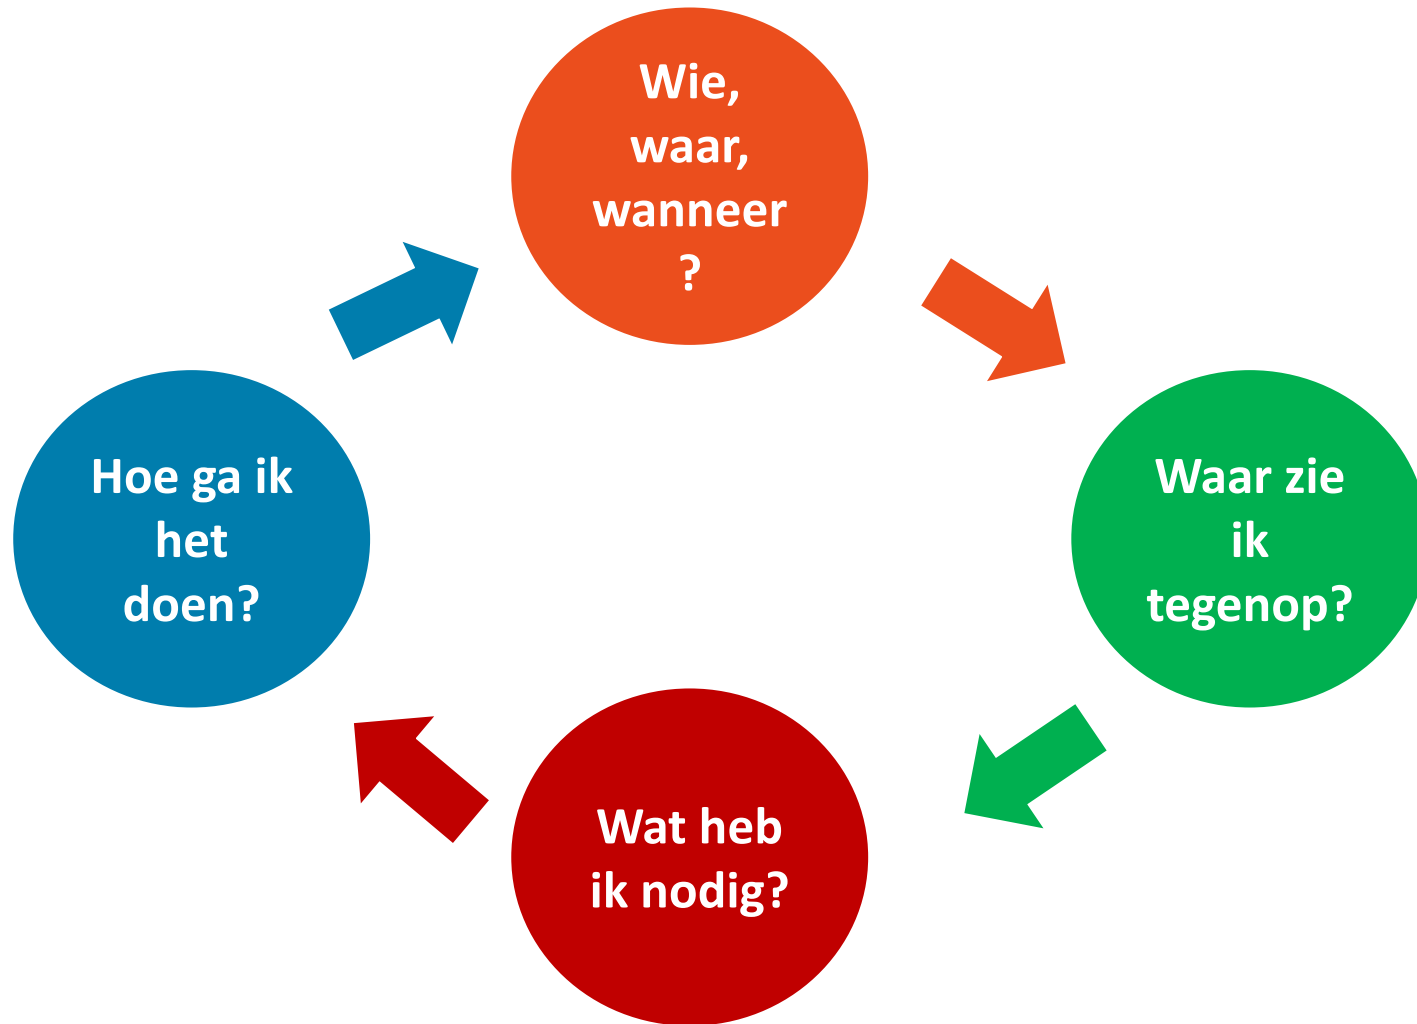 Wie,
waar,
wanneer
?
Waar zie
ik
tegenop?
Wat heb
ik nodig?
Hoe ga ik
het
doen?